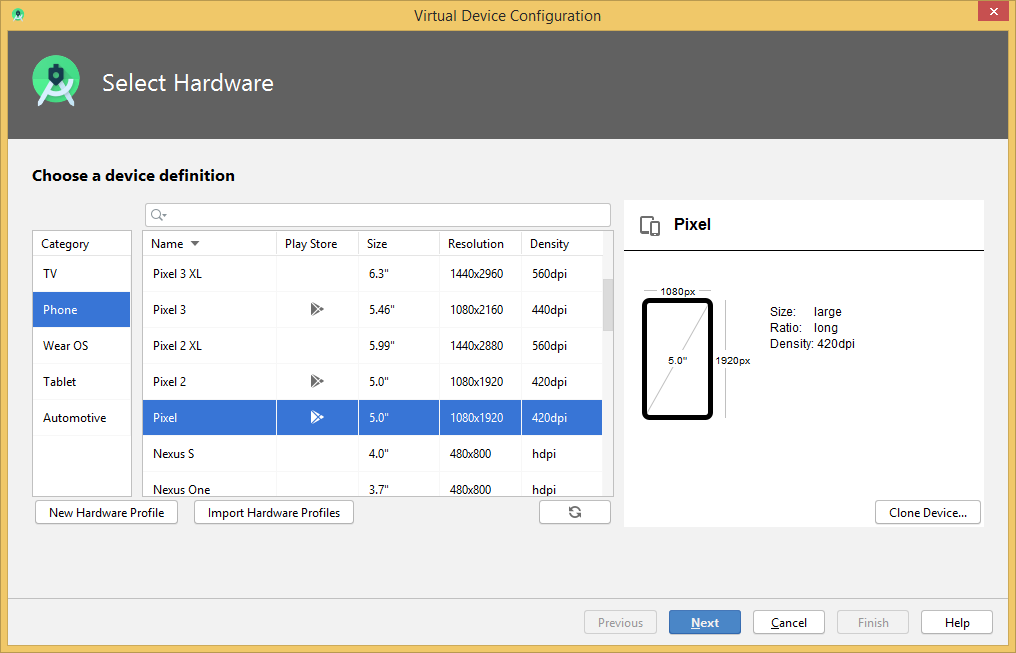 Virtual Device Configuration
Select Hardware
Choose a device definition
Category
TV
Phone
Wear OS
Tablet
Automotive
Name Play Store Size Resolution Density
Pixel 3 XL 6.3" 1440x2960 560dpi
Pixel 3 5.46" 1080x2160 440dpi
Pixel 2 XL 5.99" 1440x2880 560dpi
Pixel 2 5.0" 1080x1920 420dpi
Pixel 5.0" 1080x1920 420dpi
Nexus S 4.0" 480x800 hdpi
Nexus One 3.7" 480x800 hdpi
New Hardware Profile Import Hardware Profiles
Pixel
1080px
5.0"
1920px
Size: large
Ratio: long
Density: 420dpi
Clone Device...
Previous Next Cancel Finish Help